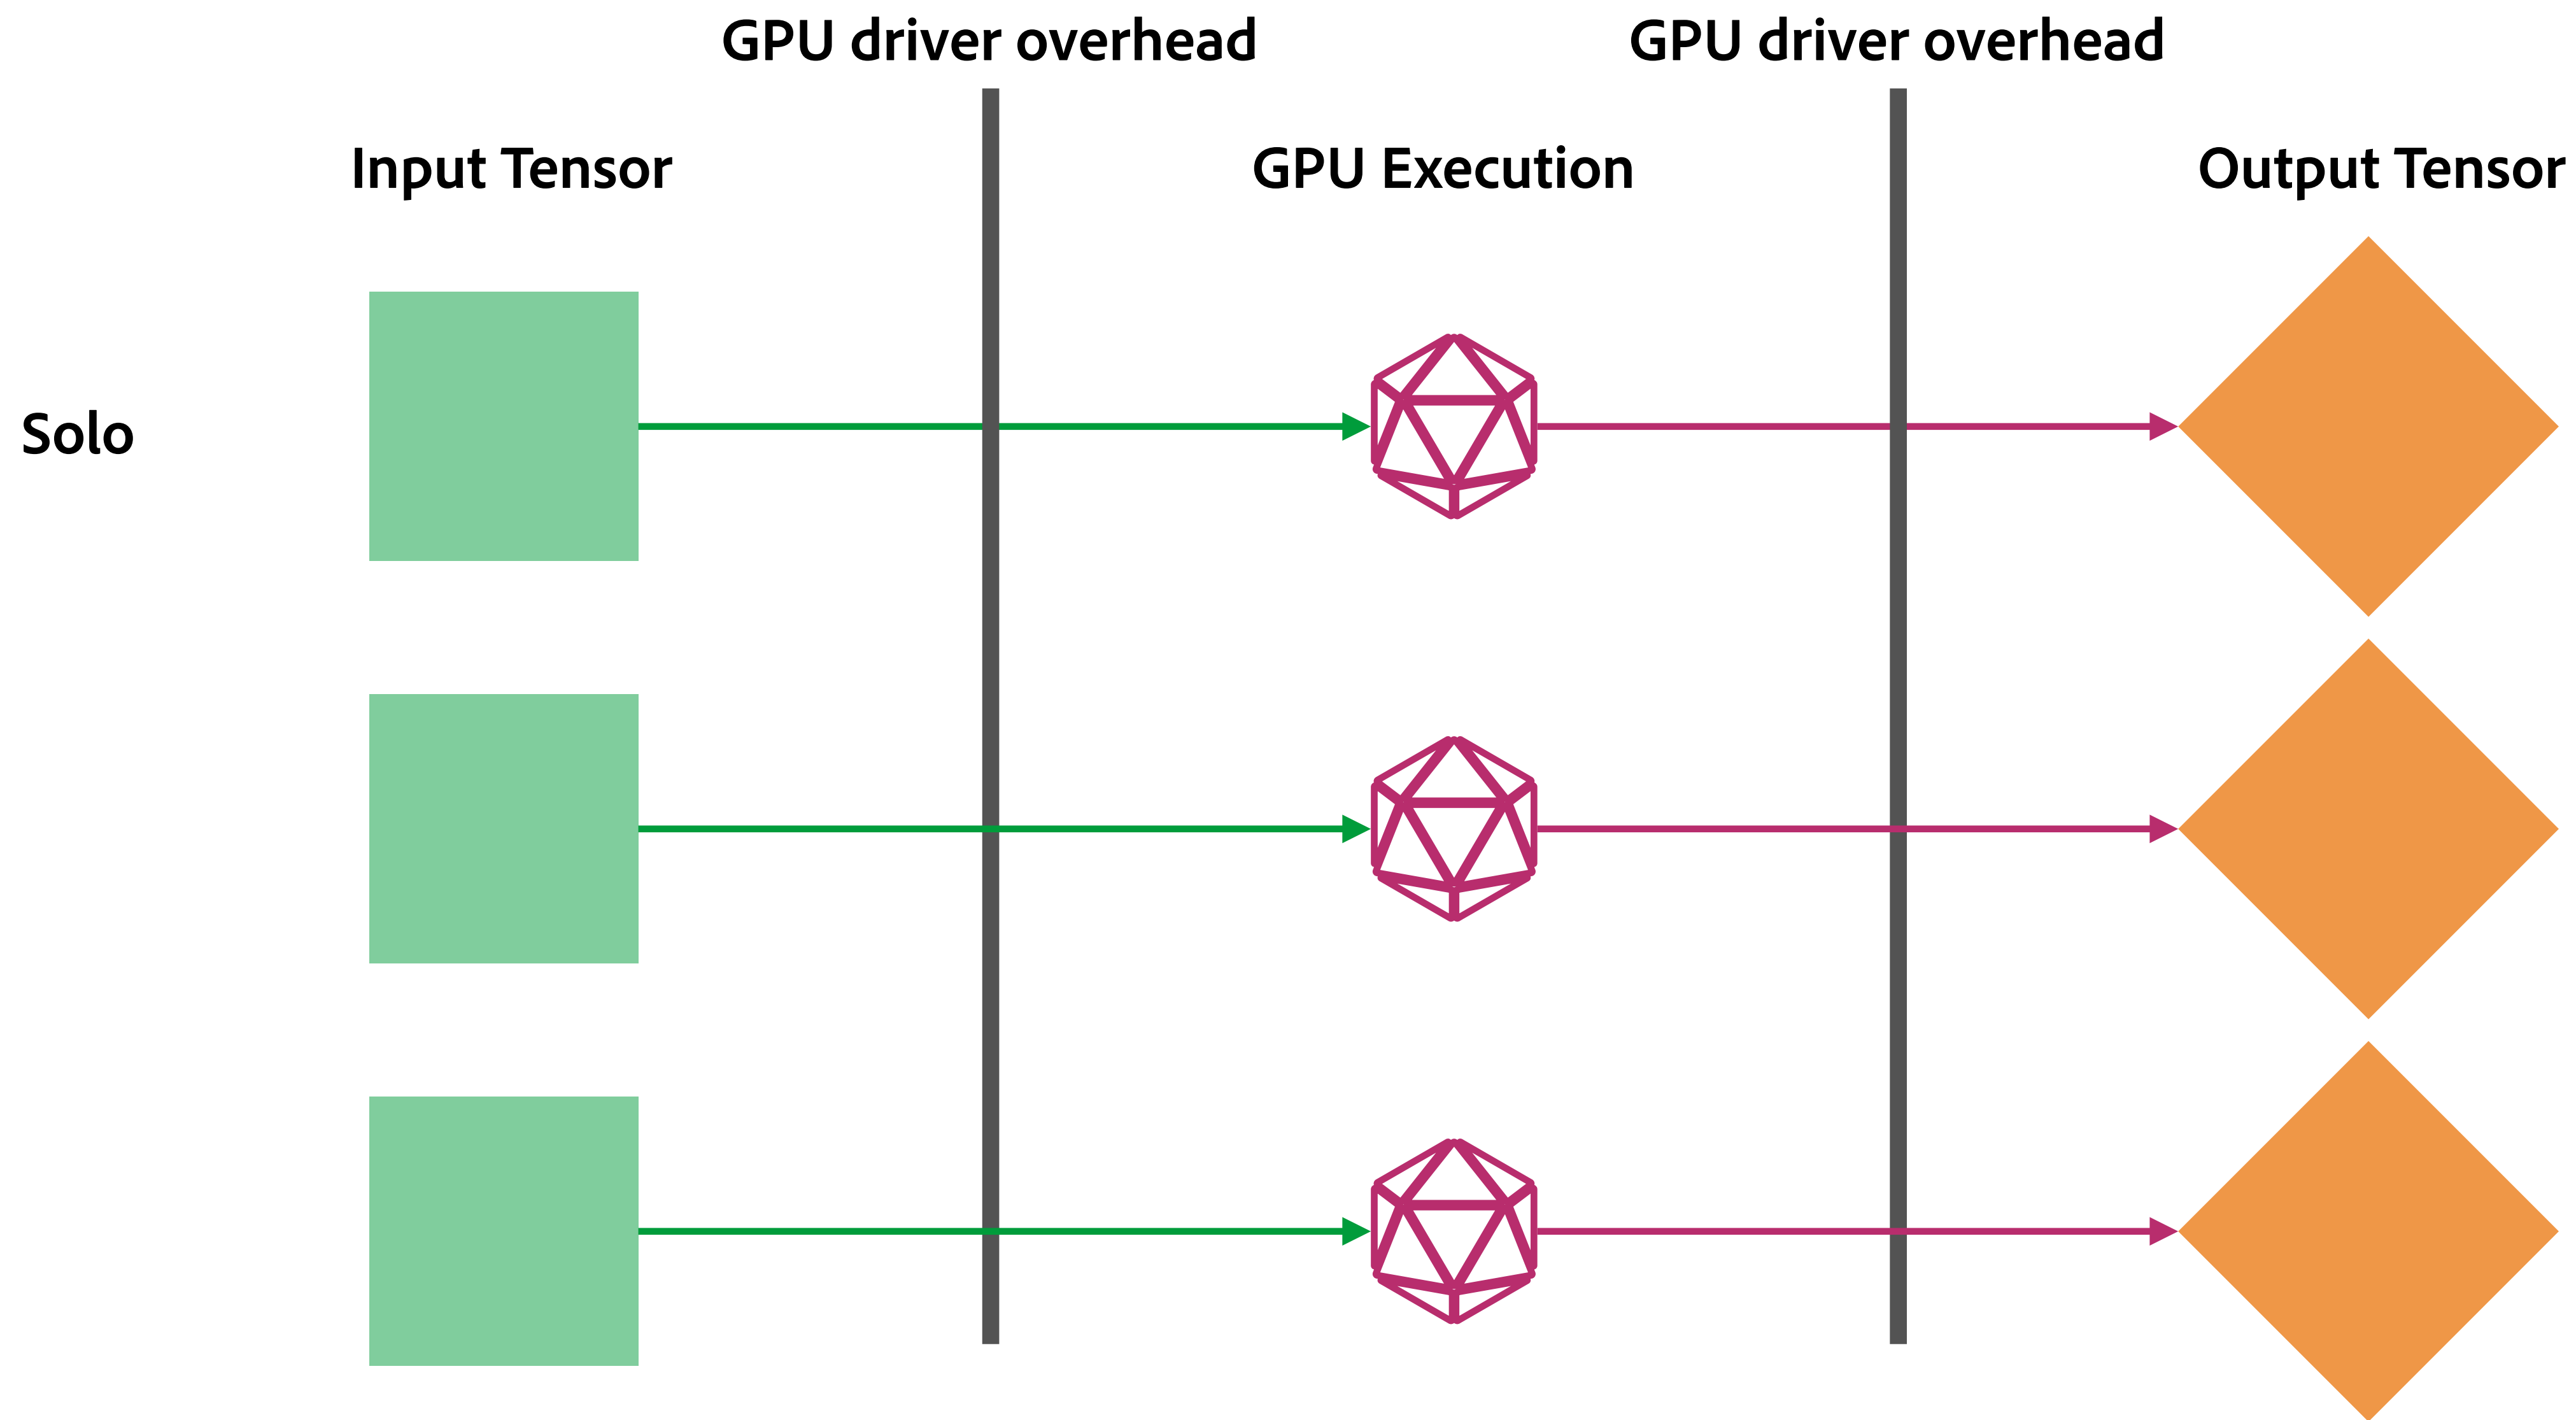 GPU driver overhead
GPU driver overhead
Input Tensor
GPU Execution
Output Tensor
Solo